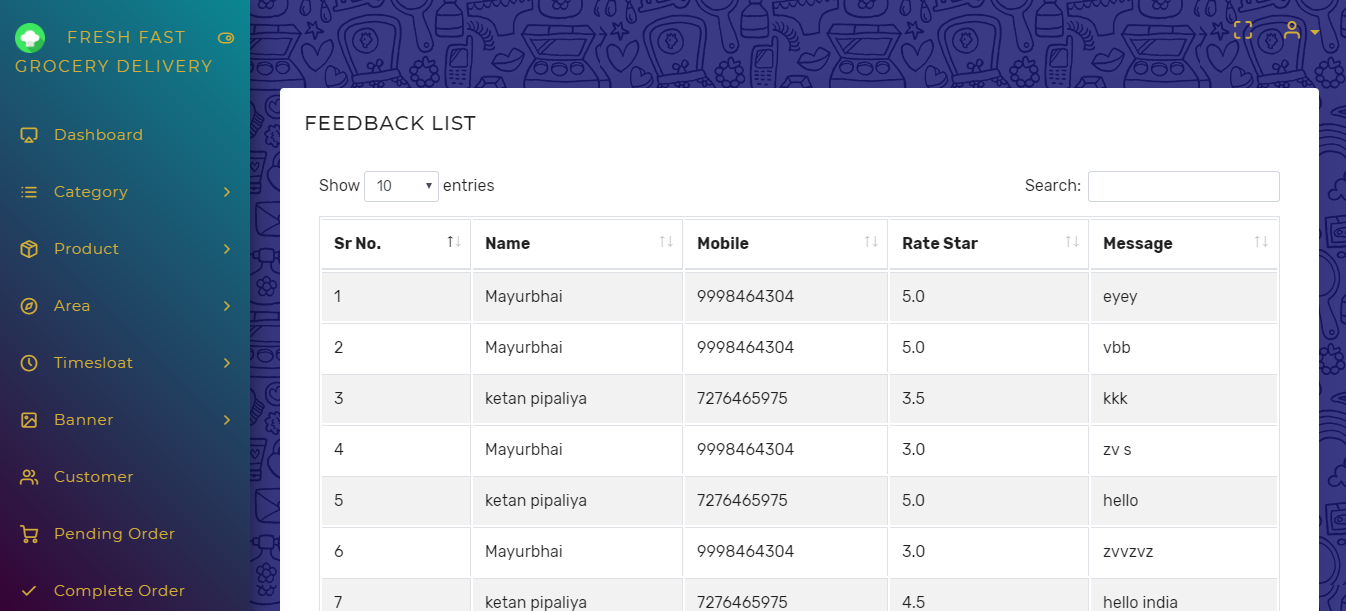 FRESH FAST
GROCERY DELIVERY
Dashboard
Category
Product
Area
Timesloat
Banner
Customer
Pending Order
Complete Order
FEEDBACK LIST
Show 10 entries
Search:
Sr No. Name Mobile Rate Star Message
1 Mayurbhai 9998464304 5.0 eyey
2 Mayurbhai 9998464304 5.0 vbb
3 ketan pipaliya 7276465975 3.5 kkk
4 Mayurbhai 9998464304 3.0 zv s
5 ketan pipaliya 7276465975 5.0 hello
6 Mayurbhai 9998464304 3.0 zvvzvz
7 ketan pipaliya 7276465975 4.5 hello india